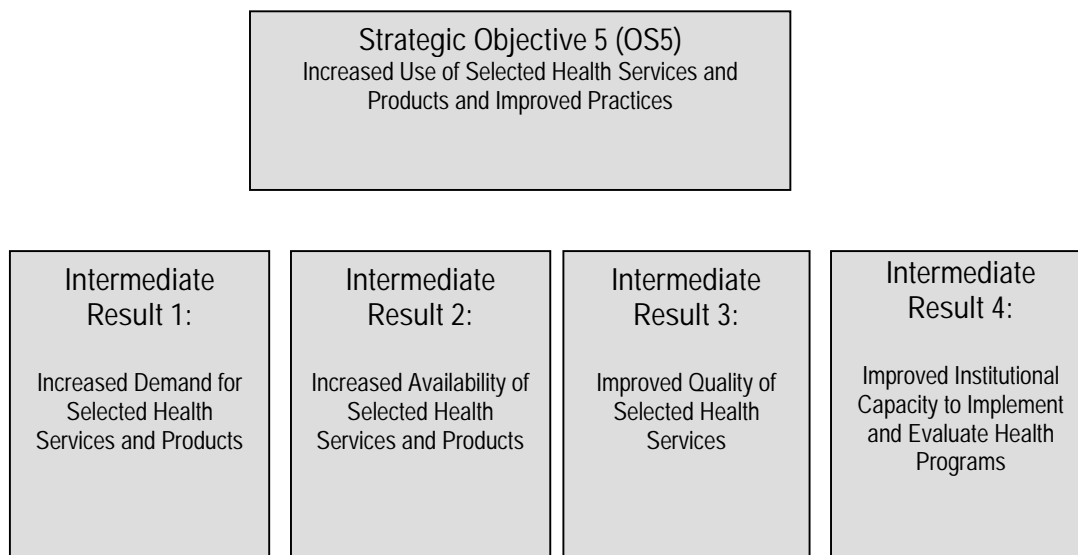 Strategic Objective 5 (OS5)
Increased Use of Selected Health Services and
Products and Improved Practices
Intermediate
Result 1:
Increased Demand for
Selected Health
Services and Products
Intermediate
Result 2:
Increased Availability of
Selected Health
Services and Products
Intermediate
Result 3:
Improved Quality of
Selected Health
Services
Intermediate
Result 4:
Improved Institutional
Capacity to Implement
and Evaluate Health
Programs